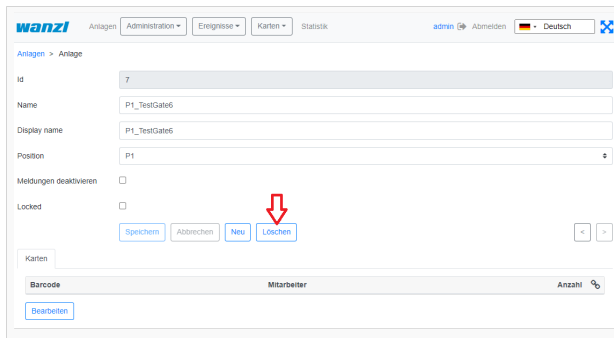 wanzl Anlagen Administration Ereignisse Karten Statistik admin Abmelden Deutsch
Anlagen > Anlage
Id 7
Name P1_TestGate6
Display name P1_TestGate6
Position P1
Meldungen deaktivieren
Locked
Speichern Abbrechen Neu Löschen < >
Karten
Barcode Mitarbeiter Anzahl
Bearbeiten